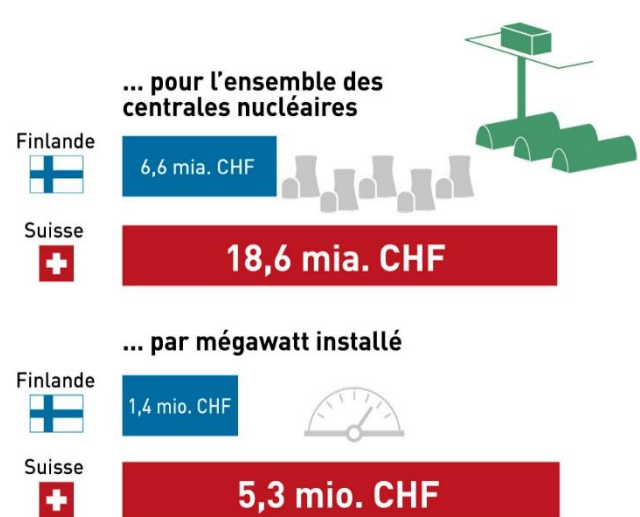 ... pour l'ensemble des
centrales nucléaires
Finlande
6,6 mia. CHF
Suisse
18,6 mia. CHF
... par mégawatt installé
Finlande
1,4 mio. CHF
Suisse
5,3 mio. CHF